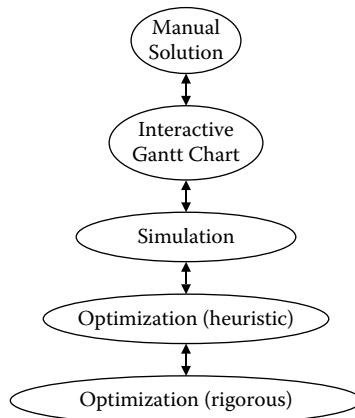 Manual
Solution
Interactive
Gantt Chart
Simulation
Optimization (heuristic)
Optimization (rigorous)